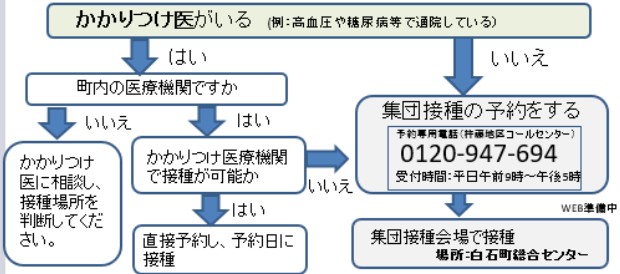 かかりつけ医がいる (例:高血圧や糖尿病等で通院している)
はい
いいえ
町内の医療機関ですか
いいえ
はい
かかりつけ
医に相談し、
接種場所を
判断してくだ
さい。
かかりつけ医療機関
で接種が可能か
いいえ
はい
直接予約し、予約日に
接種
集団接種の予約をする
予約専用電話(杵藤地区コールセンター)
0120-947-694
受付時間:平日午前9時~午後5時
WEB準備中
集団接種会場で接種
場所:白石町総合センター